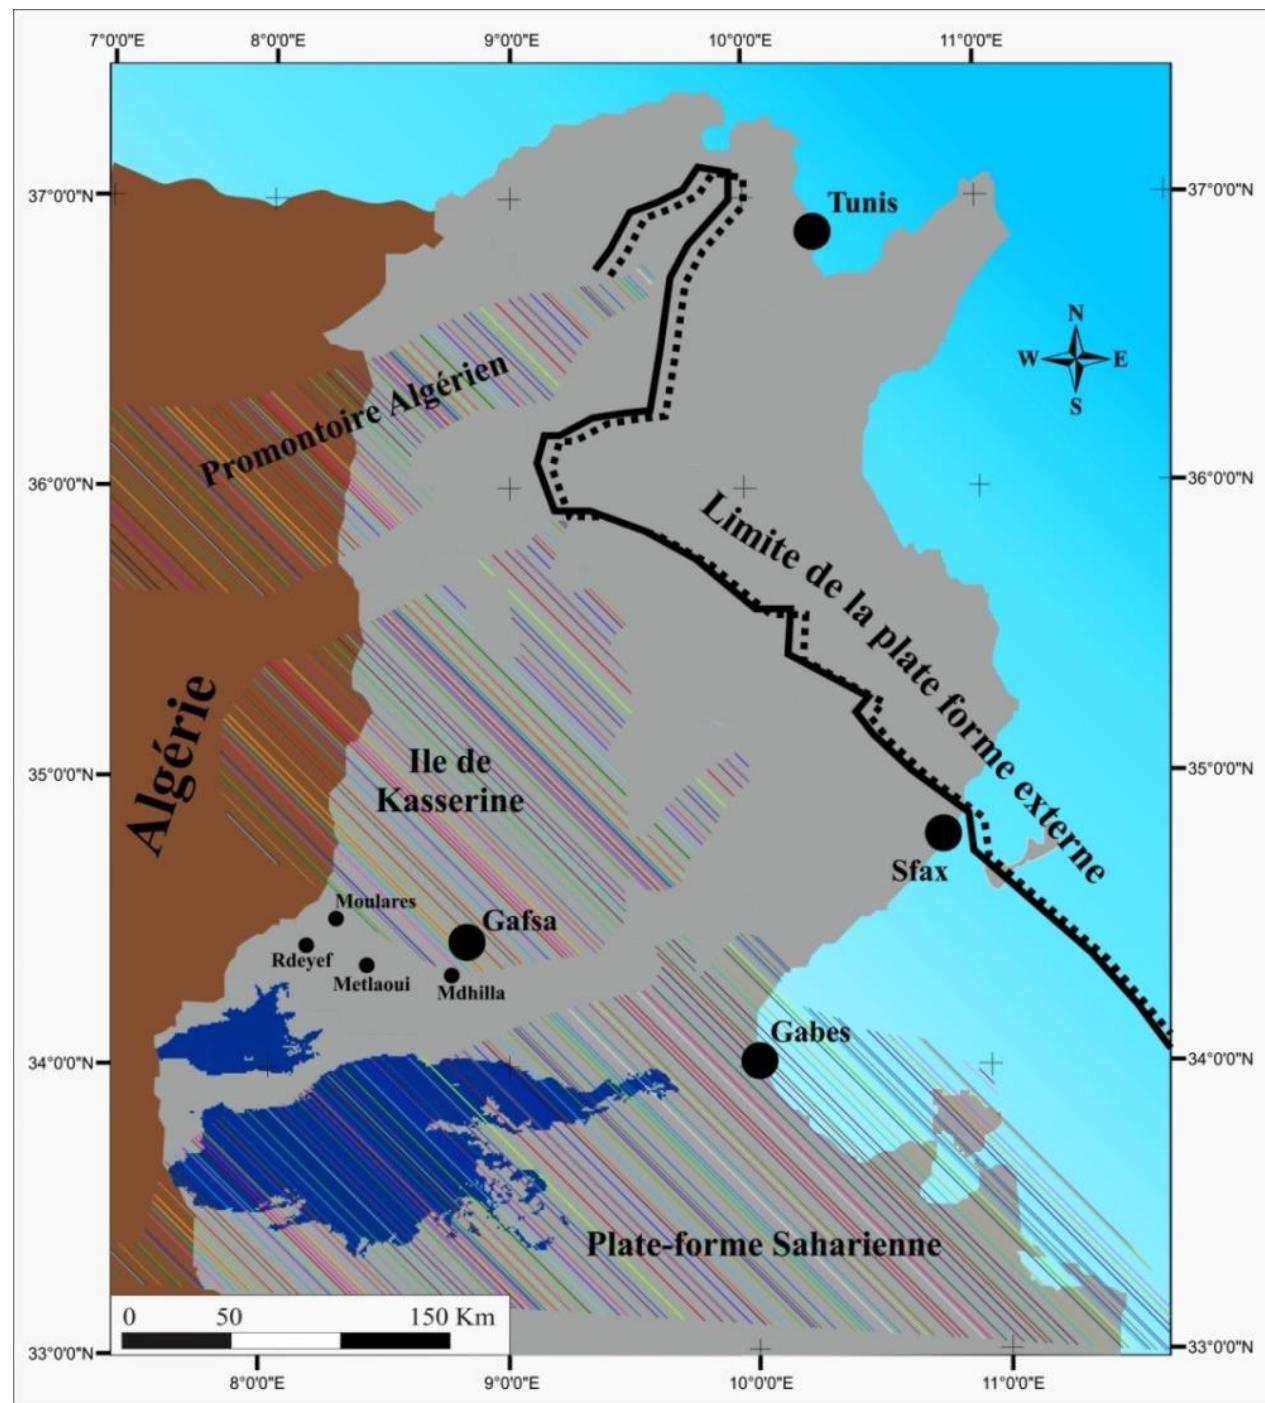 7°0'0"E 8°0'0"E 9°0'0"E 10°0'0"E 11°0'0"E
37°0'0"N 37°0'0"N
Tunis
N
W E
S
Promontoire Algérien
36°0'0"N 36°0'0"N
Limite de la plate forme externe
Algérie
Ile de
Kasserine
35°0'0"N 35°0'0"N
Sfax
Moulares
Gafsa
Rdeyef
Metlaoui
Mdhilla
Gabes
34°0'0"N 34°0'0"N
Plate-forme Saharienne
0 50 150 Km
33°0'0"N 33°0'0"N
8°0'0"E 9°0'0"E 10°0'0"E 11°0'0"E